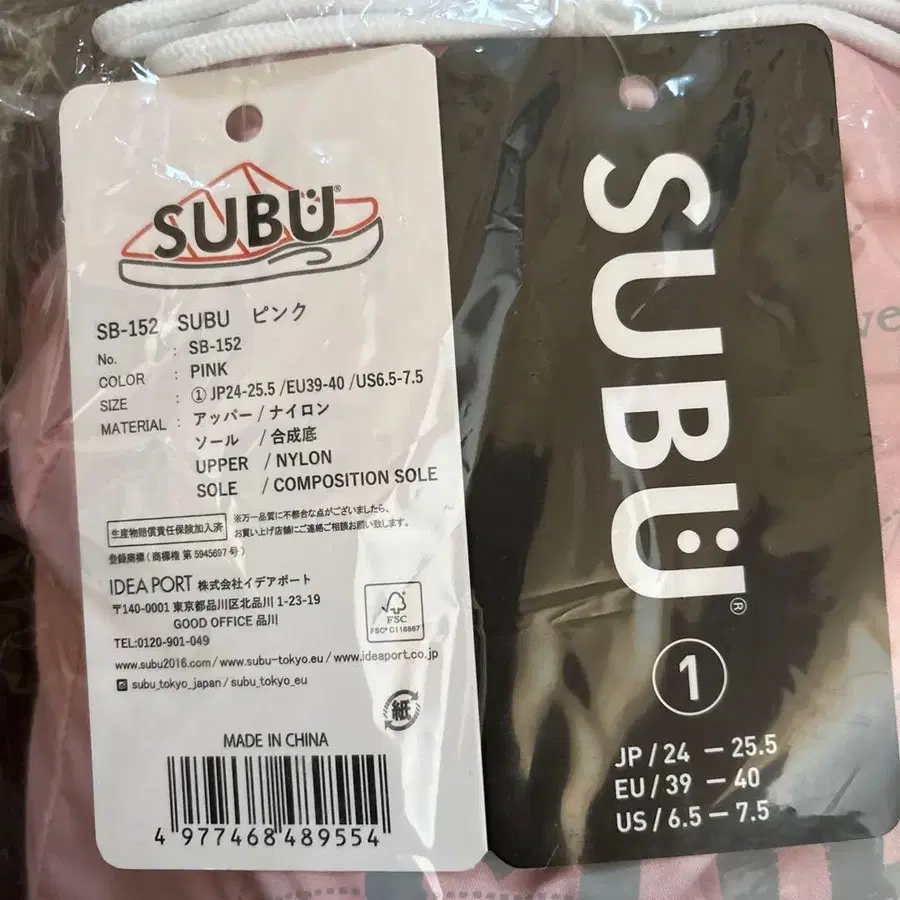 SUBU®
SB-152 SUBU ピンク
No. : SB-152
COLOR : PINK
SIZE : ①JP24-25.5 /EU39-40 /US6.5-7.5
MATERIAL : アッパー / ナイロン
ソール / 合成底
UPPER / NYLON
SOLE / COMPOSITION SOLE
生産物賠償責任保険加入済
※万一品質に不都合な点がございましたら、
お買い上げ店舗にご連絡ご相談お願い致します。
登録商標 ( 商標権 第 5945697 号 )
IDEA PORT 株式会社イデアポート
〒140-0001 東京都品川区北品川 1-23-19
GOOD OFFICE 品川
TEL:0120-901-049
www.subu2016.com / www.subu-tokyo.eu / www.ideaport.co.jp
subu_tokyo_japan / subu_tokyo_eu
FSC
FSC® C118867
紙
MADE IN CHINA
4 977468 489554
SUBU®
1
JP / 24 — 25.5
EU / 39 — 40
US / 6.5 — 7.5